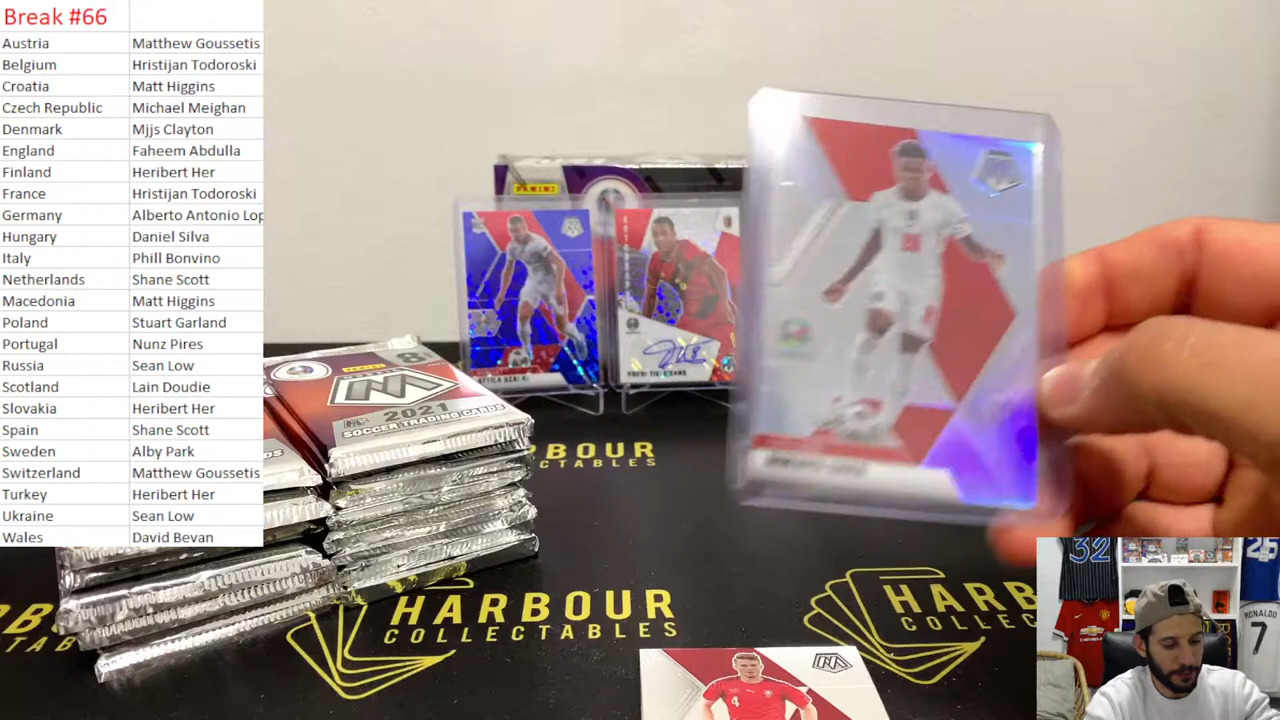 Break #66
Austria Matthew Goussetis
Belgium Hristijan Todoroski
Croatia Matt Higgins
Czech Republic Michael Meighan
Denmark Mjjs Clayton
England Faheem Abdulla
Finland Heribert Her
France Hristijan Todoroski
Germany Alberto Antonio Lop
Hungary Daniel Silva
Italy Phill Bonvino
Netherlands Shane Scott
Macedonia Matt Higgins
Poland Stuart Garland
Portugal Nunz Pires
Russia Sean Low
Scotland Lain Doudie
Slovakia Heribert Her
Spain Shane Scott
Sweden Alby Park
Switzerland Matthew Goussetis
Turkey Heribert Her
Ukraine Sean Low
Wales David Bevan
PANINI
PANINI
2021
SOCCER TRADING CARDS
HARBOUR
COLLECTABLES
HARBOUR
COLLECTABLES
HARB
COLLECT
4
32
RONALDO
7